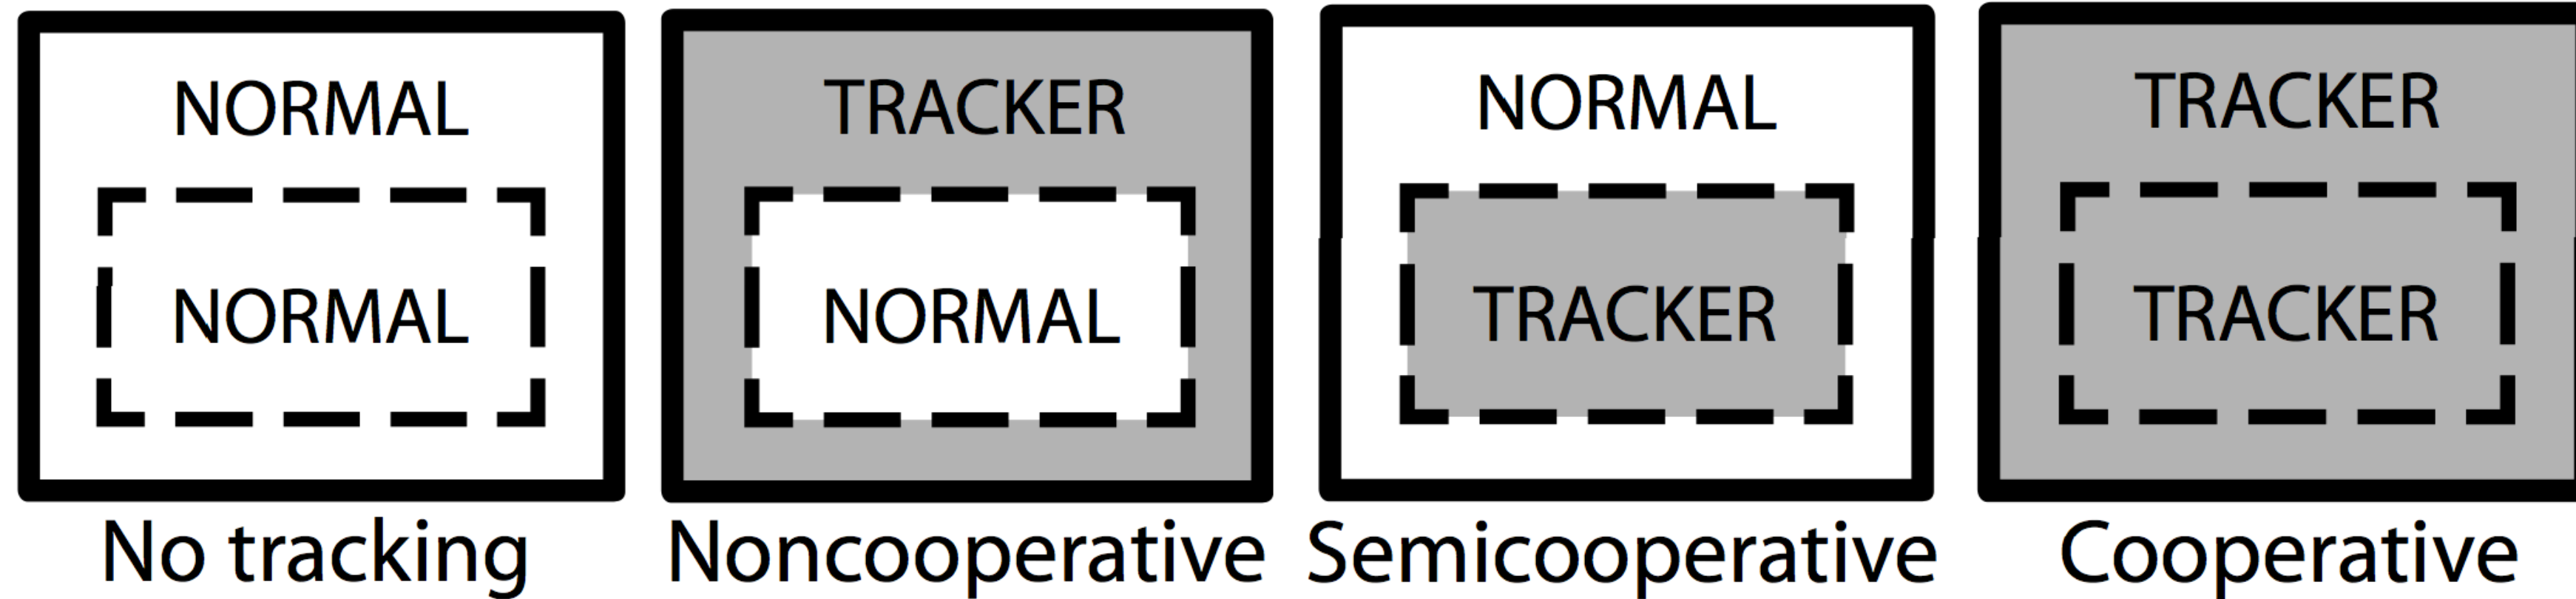 NORMAL
NORMAL
No tracking
TRACKER
NORMAL
Noncooperative
NORMAL
TRACKER
Semicooperative
TRACKER
TRACKER
Cooperative